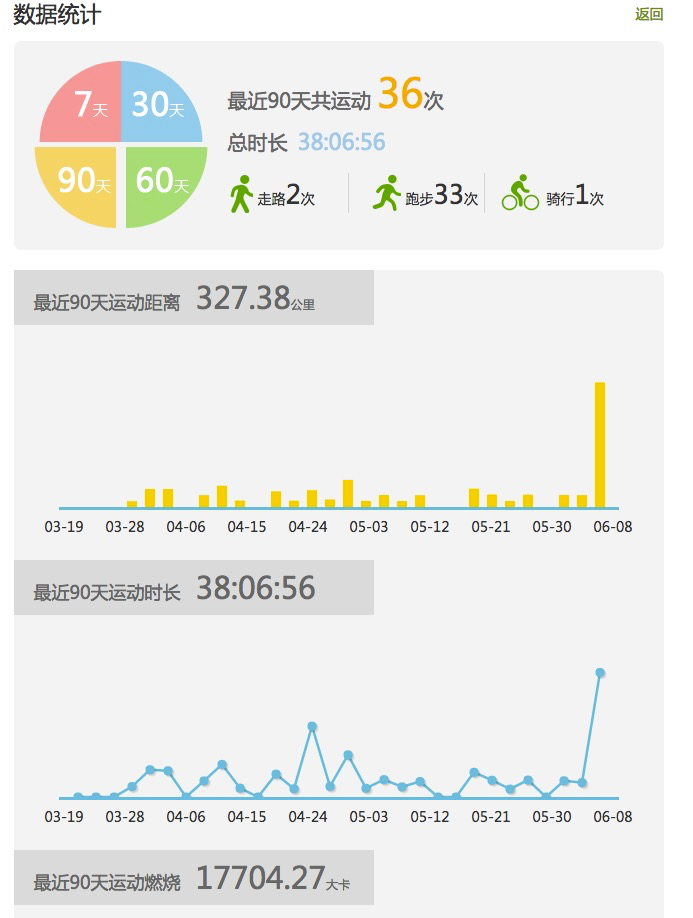 数据统计 返回
7天 30天
90天 60天
最近90天共运动 36次
总时长 38:06:56
走路2次 跑步33次 骑行1次
最近90天运动距离 327.38公里
03-19 03-28 04-06 04-15 04-24 05-03 05-12 05-21 05-30 06-08
最近90天运动时长 38:06:56
03-19 03-28 04-06 04-15 04-24 05-03 05-12 05-21 05-30 06-08
最近90天运动燃烧 17704.27大卡